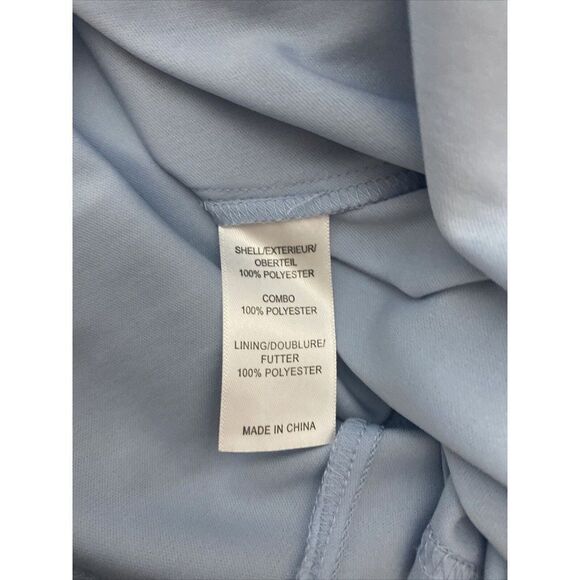 SHELL/EXTERIEUR/
OBERTEIL
100% POLYESTER
COMBO
100% POLYESTER
LINING/DOUBLURE/
FUTTER
100% POLYESTER
MADE IN CHINA